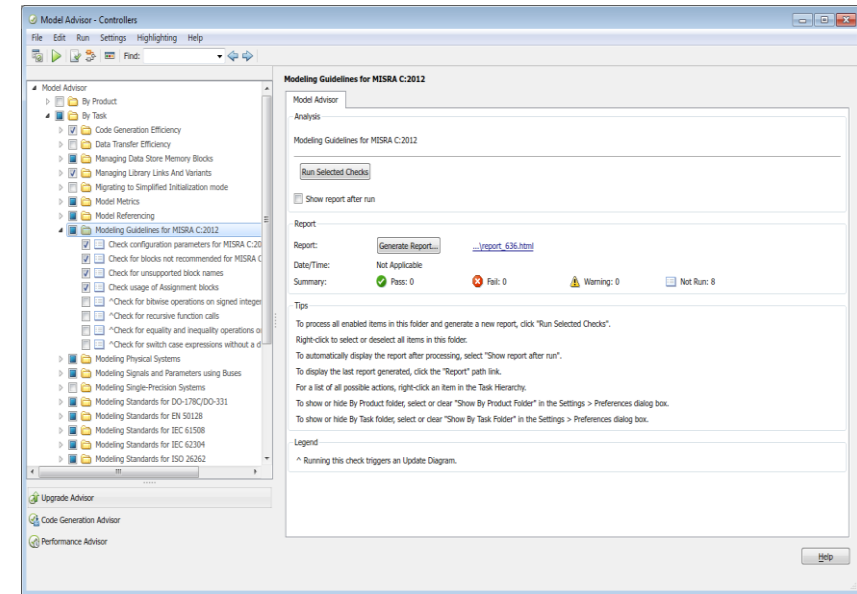 Model Advisor - Controllers
File Edit Run Settings Highlighting Help
Find:
Model Advisor
By Product
By Task
Code Generation Efficiency
Data Transfer Efficiency
Managing Data Store Memory Blocks
Managing Library Links And Variants
Migrating to Simplified Initialization mode
Model Metrics
Model Referencing
Modeling Guidelines for MISRA C:2012
Check configuration parameters for MISRA C:20
Check for blocks not recommended for MISRA C
Check for unsupported block names
Check usage of Assignment blocks
^Check for bitwise operations on signed integer
^Check for recursive function calls
^Check for equality and inequality operations o
^Check for switch case expressions without a d
Modeling Physical Systems
Modeling Signals and Parameters using Buses
Modeling Single-Precision Systems
Modeling Standards for DO-178C/DO-331
Modeling Standards for EN 50128
Modeling Standards for IEC 61508
Modeling Standards for IEC 62304
Modeling Standards for ISO 26262
Upgrade Advisor
Code Generation Advisor
Performance Advisor
Modeling Guidelines for MISRA C:2012
Model Advisor
Analysis
Modeling Guidelines for MISRA C:2012
Run Selected Checks
Show report after run
Report
Report: Generate Report... ...\report_636.html
Date/Time: Not Applicable
Summary: Pass: 0 Fail: 0 Warning: 0 Not Run: 8
Tips
To process all enabled items in this folder and generate a new report, click "Run Selected Checks".
Right-click to select or deselect all items in this folder.
To automatically display the report after processing, select "Show report after run".
To display the last report generated, click the "Report" path link.
For a list of all possible actions, right-click an item in the Task Hierarchy.
To show or hide By Product folder, select or clear "Show By Product Folder" in the Settings > Preferences dialog box.
To show or hide By Task folder, select or clear "Show By Task Folder" in the Settings > Preferences dialog box.
Legend
^ Running this check triggers an Update Diagram.
Help